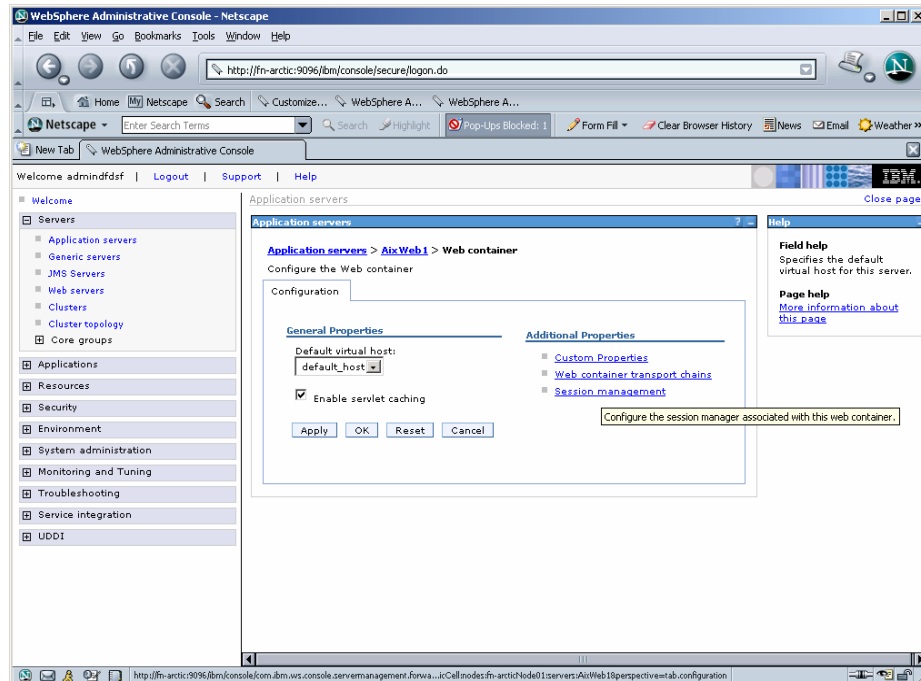 WebSphere Administrative Console - Netscape
File Edit View Go Bookmarks Tools Window Help
http://fn-arctic:9096/ibm/console/secure/logon.do
N
Home My Netscape Search Customize... WebSphere A... WebSphere A...
Netscape Enter Search Terms Search Highlight Pop-Ups Blocked: 1 Form Fill Clear Browser History News Email Weather »
New Tab WebSphere Administrative Console
Welcome admindfdsf | Logout | Support | Help
IBM.
Welcome
Servers
Application servers
Generic servers
JMS Servers
Web servers
Clusters
Cluster topology
Core groups
Applications
Resources
Security
Environment
System administration
Monitoring and Tuning
Troubleshooting
Service integration
UDDI
Application servers
Close page
Application servers ? -
Application servers > AixWeb1 > Web container
Configure the Web container
Configuration
General Properties
Default virtual host:
default_host
Enable servlet caching
Apply OK Reset Cancel
Additional Properties
Custom Properties
Web container transport chains
Session management
Configure the session manager associated with this web container.
Help
Field help
Specifies the default
virtual host for this server.
Page help
More information about
this page
http://fn-arctic:9096/ibm/console/com.ibm.ws.console.servermanagement.forwa...icCell:nodes:fn-arcticNode01:servers:AixWeb1&perspective=tab.configuration